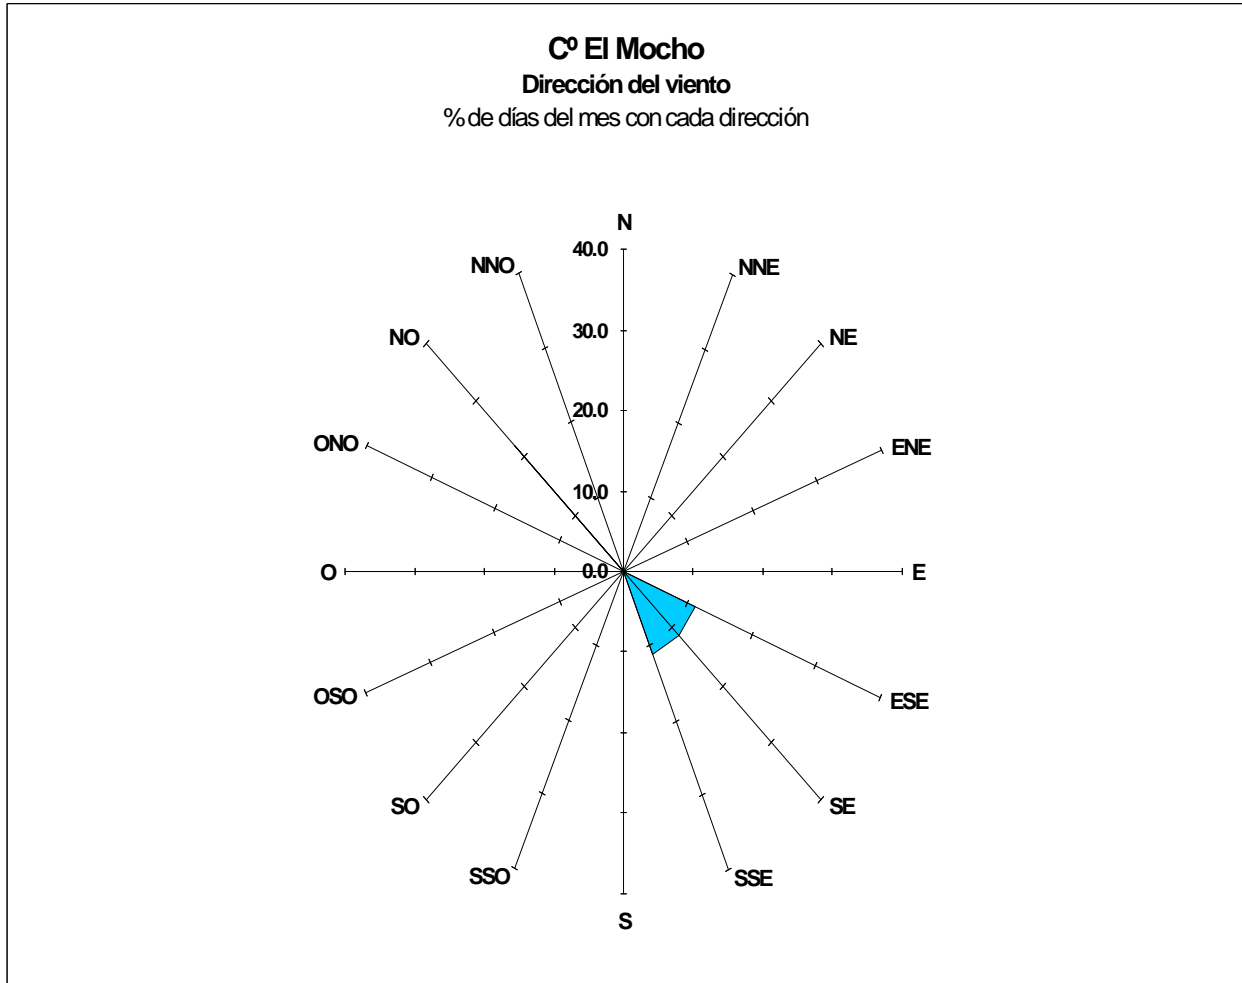 Cº El Mocho
Dirección del viento
% de días del mes con cada dirección
N
40.0
NNO
NNE
30.0
NO
NE
20.0
ONO
ENE
10.0
O
0.0
E
OSO
ESE
SO
SE
SSO
SSE
S